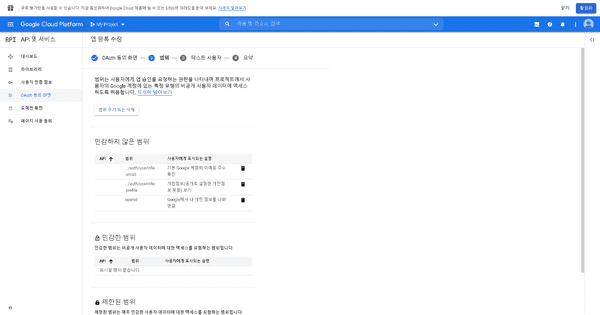 무료 평가판을 사용할 수 있습니다. 지금 활성화하여 Google Cloud 제품에 쓸 수 있는 $300의 크레딧을 받아 보세요. 자세히 알아보기
닫기
활성화
Google Cloud Platform
My Project
API
API 및 서비스
앱 등록 수정
대시보드
라이브러리
사용자 인증 정보
OAuth 동의 화면
도메인 확인
페이지 사용 동의
OAuth 동의 화면
2 범위
3 테스트 사용자
4 요약
범위는 사용자에게 앱 승인을 요청하는 권한을 나타내며 프로젝트에서 사용자의 Google 계정에 있는 특정 유형의 비공개 사용자 데이터에 액세스하도록 허용합니다. 자세히 알아보기
범위 추가 또는 삭제
민감하지 않은 범위
API
범위
사용자에게 표시되는 설명
../auth/userinfo.email
기본 Google 계정의 이메일 주소 확인
../auth/userinfo.profile
개인정보(공개로 설정한 개인정보 포함) 보기
openid
Google에서 내 개인 정보를 나와 연결
민감한 범위
민감한 범위는 비공개 사용자 데이터에 대한 액세스를 요청하는 범위입니다.
API
범위
사용자에게 표시되는 설명
표시할 행이 없습니다.
제한된 범위
제한된 범위는 매우 민감한 사용자 데이터에 대한 액세스를 요청하는 범위입니다.